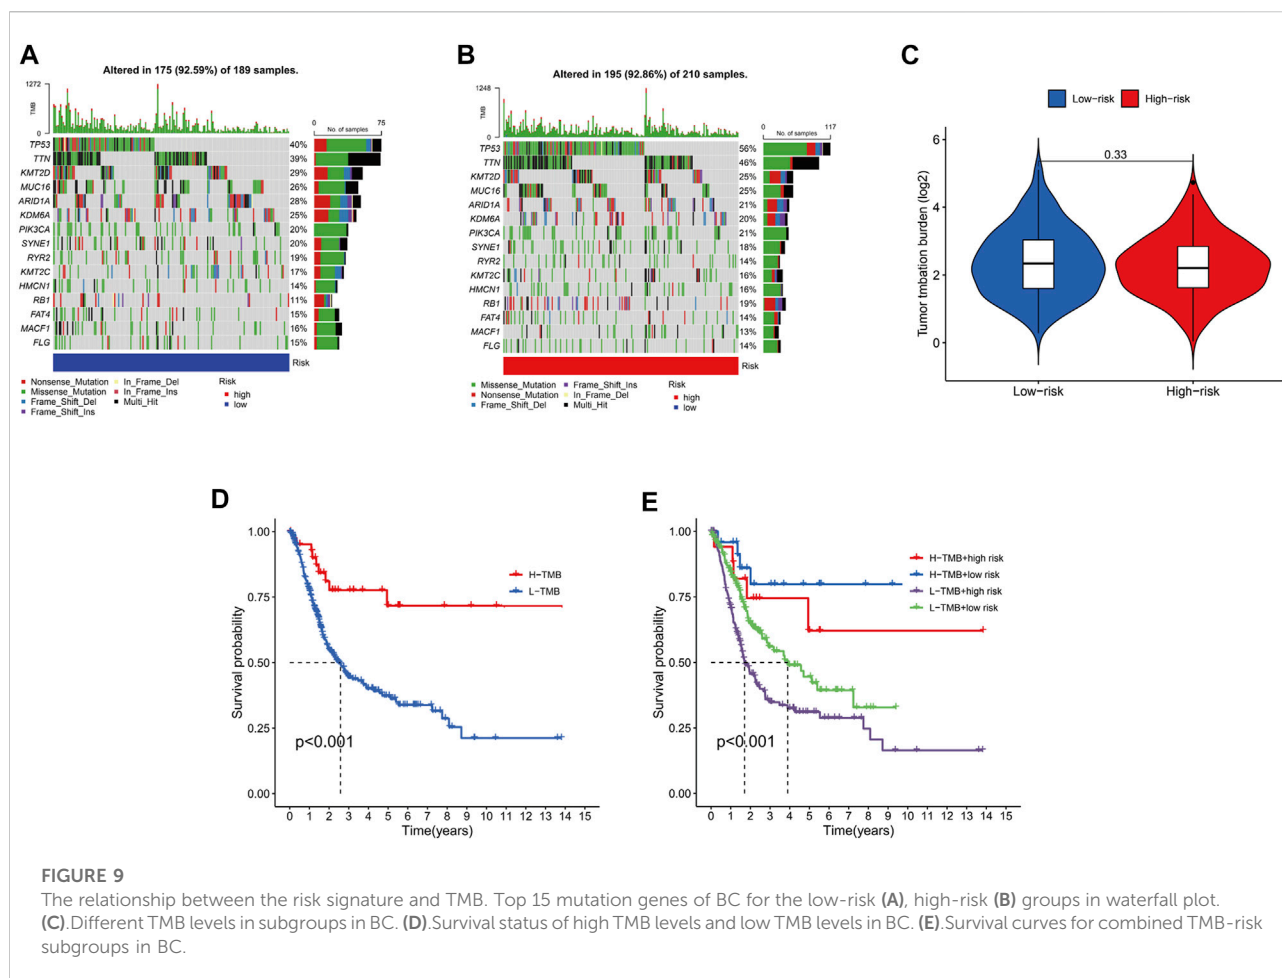 A
Altered in 175 (92.59%) of 189 samples.
1272
TMB
0
0 75
No. of samples
TP53 40%
TTN 39%
KMT2D 29%
MUC16 26%
ARID1A 28%
KDM6A 25%
PIK3CA 20%
SYNE1 20%
RYR2 19%
KMT2C 17%
HMCN1 14%
RB1 11%
FAT4 15%
MACF1 16%
FLG 15%
Risk
Nonsense_Mutation In_Frame_Del Risk
Missense_Mutation In_Frame_Ins high
Frame_Shift_Del Multi_Hit low
Frame_Shift_Ins
B
Altered in 195 (92.86%) of 210 samples.
1248
TMB
0
0 117
No. of samples
TP53 56%
TTN 46%
KMT2D 25%
MUC16 25%
ARID1A 21%
KDM6A 20%
PIK3CA 21%
SYNE1 18%
RYR2 14%
KMT2C 16%
HMCN1 16%
RB1 19%
FAT4 14%
MACF1 13%
FLG 14%
Risk
Missense_Mutation Frame_Shift_Ins Risk
Nonsense_Mutation In_Frame_Del high
Frame_Shift_Del Multi_Hit low
C
Low-risk High-risk
Tumor tmbation burden (log2)
6
4
2
0
0.33
Low-risk High-risk
D
Survival probability
1.00
0.75
0.50
0.25
0.00
H-TMB
L-TMB
p<0.001
0 1 2 3 4 5 6 7 8 9 10 11 12 13 14 15
Time(years)
E
Survival probability
1.00
0.75
0.50
0.25
0.00
H-TMB+high risk
H-TMB+low risk
L-TMB+high risk
L-TMB+low risk
p<0.001
0 1 2 3 4 5 6 7 8 9 10 11 12 13 14 15
Time(years)
FIGURE 9
The relationship between the risk signature and TMB. Top 15 mutation genes of BC for the low-risk (A), high-risk (B) groups in waterfall plot.
(C).Different TMB levels in subgroups in BC. (D).Survival status of high TMB levels and low TMB levels in BC. (E).Survival curves for combined TMB-risk
subgroups in BC.